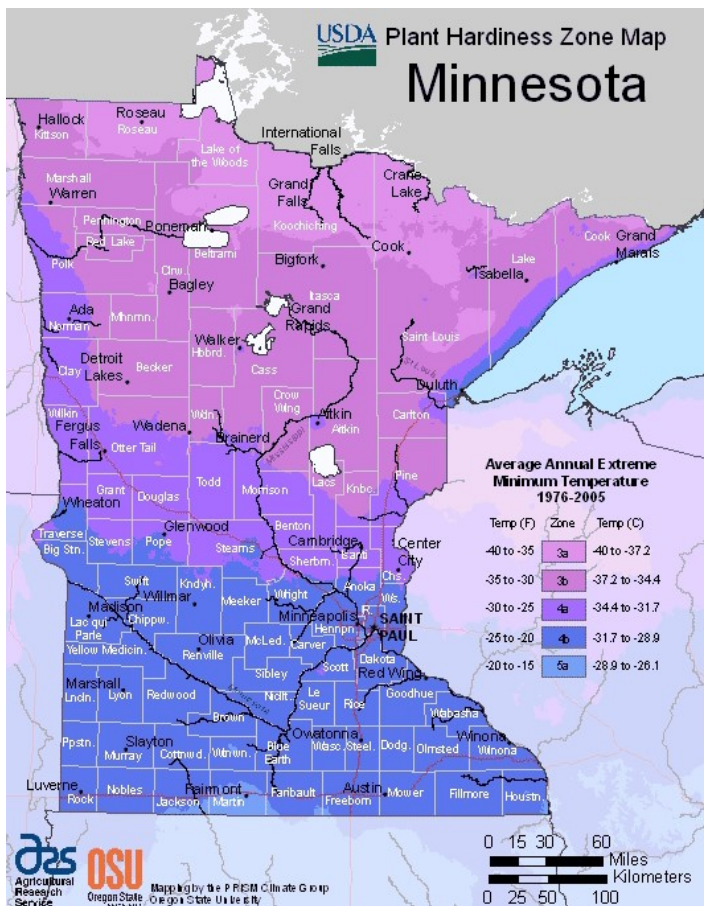 USDA Plant Hardiness Zone Map
Minnesota
Hallock
Kittson
Roseau
Roseau
Lake of
the Woods
International
Falls
Marshall
Warren
Grand
Falls
Crane
Lake
Pennington
Red Lake
Ponemah
Beltrami
Koochiching
Cook
Cook
Grand
Marais
Polk
Clrw.
Bagley
Bigfork
Lake
Isabella
Itasca
Ada
Norman
Mhnmn.
Grand
Rapids
Walker
Hbbrd.
Saint Louis
Clay
Detroit
Lakes
Becker
Cass
St Louis
Duluth
Crow
Wing
Aitkin
Aitkin
Carlton
Wilkin
Fergus
Falls
Wadena
Wdn.
Brainerd
Mississippi
Otter Tail
Todd
Morrison
Mille
Lacs
Knbc.
Pine
Grant
Douglas
Wheaton
Traverse
Big Stn.
Stevens
Glenwood
Pope
Stearns
Benton
Cambridge
Isanti
Sherbrn.
Center
City
Chs.
Swift
Kndyh.
Willmar
Meeker
Wright
Anoka
Ws.
Madison
Lac qui
Parle
Chippw.
Minneapolis
Hennpn.
R.
SAINT
PAUL
Olivia
Renville
McLed.
Carver
Yellow Medicin.
Scott
Dakota
Red Wing
Sibley
Marshall
Lncln.
Lyon
Redwood
Minnesota
Nicllt.
Le
Sueur
Rice
Goodhue
Wabasha
Brown
Owatonna
Winona
Winona
Ppstn.
Slayton
Murray
Cottnwd.
Wtnwn.
Blue
Earth
Wasc.
Steel.
Dodg.
Olmsted
Luverne
Rock
Nobles
Jackson
Fairmont
Martin
Faribault
Austin
Freeborn
Mower
Fillmore
Houstn.
Average Annual Extreme
Minimum Temperature
1976-2005
Temp (F) Zone Temp (C)
-40 to -35 3a -40 to -37.2
-35 to -30 3b -37.2 to -34.4
-30 to -25 4a -34.4 to -31.7
-25 to -20 4b -31.7 to -28.9
-20 to -15 5a -28.9 to -26.1
ars
Agricultural
Research
Service
OSU
Oregon State
Mapping by the PRISM Climate Group
Oregon State University
0 15 30 60
Miles
Kilometers
0 25 50 100